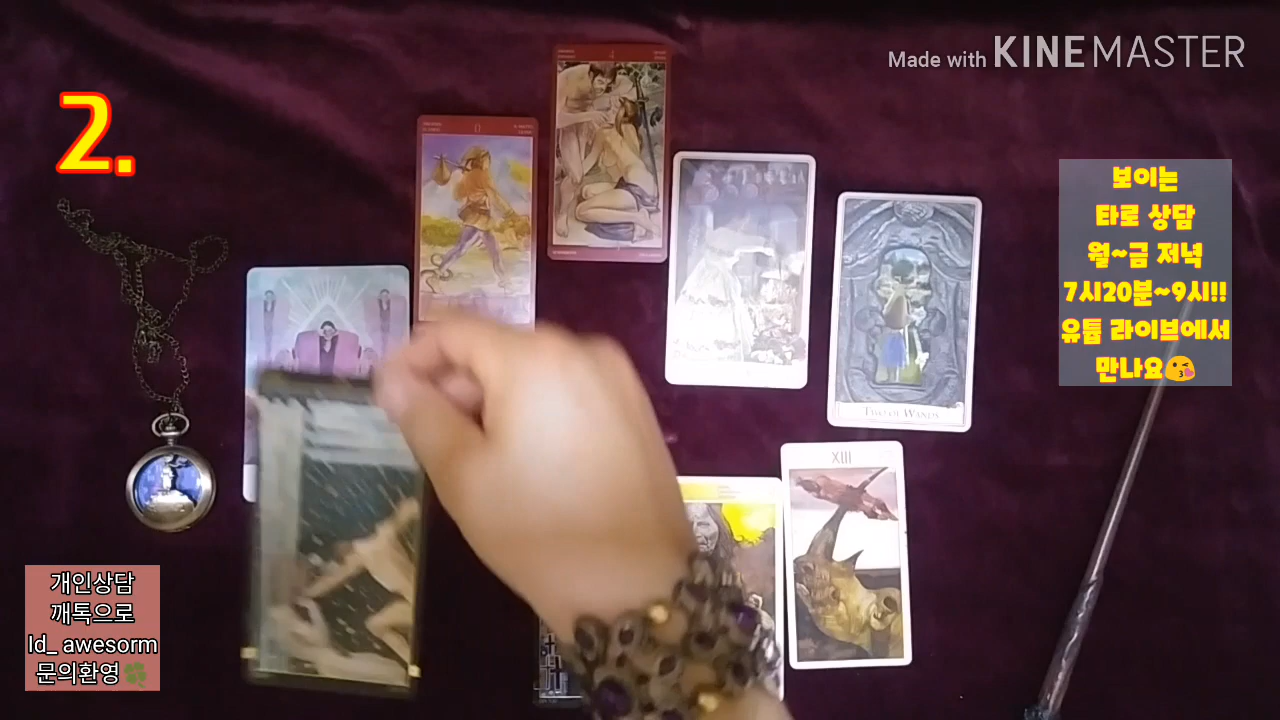 Made with KINEMASTER
2.
보이는
타로 상담
월~금 저녁
7시20분~9시!!
유튭 라이브에서
만나요😘
0
TWO OF WANDS
XIII
개인상담
깨톡으로
Id_ awesorm
문의환영🍀